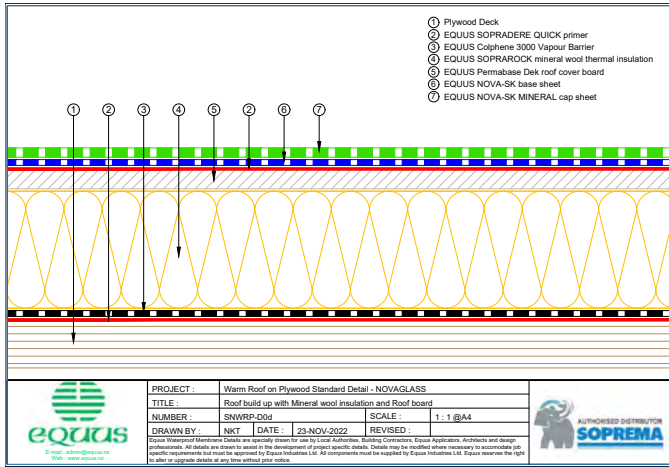 1 Plywood Deck
2 EQUUS SOPRADERE QUICK primer
3 EQUUS Colphene 3000 Vapour Barrier
4 EQUUS SOPRAROCK mineral wool thermal insulation
5 EQUUS Permabase Dek roof cover board
6 EQUUS NOVA-SK base sheet
7 EQUUS NOVA-SK MINERAL cap sheet
1 2 3 4 5 2 6 7
PROJECT : Warm Roof on Plywood Standard Detail - NOVAGLASS
TITLE : Roof build up with Mineral wool insulation and Roof board
NUMBER : SNWRP-D0d SCALE : 1 : 1 @A4
DRAWN BY : NKT DATE : 23-NOV-2022 REVISED :
Equus Waterproof Membrane Details are specially drawn for use by Local Authorities, Building Contractors, Equus Applicators, Architects and design
professionals. All details are drawn to assist in the development of project specific details. Details may be modified where necessary to accomodate job
specific requirements but must be approved by Equus Industries Ltd. All components must be supplied by Equus Industries Ltd. Equus reserves the right
to alter or upgrade details at any time without prior notice.
equus
E-mail : admin@equus.nz
Web : www.equus.nz
AUTHORISED DISTRIBUTOR
SOPREMA